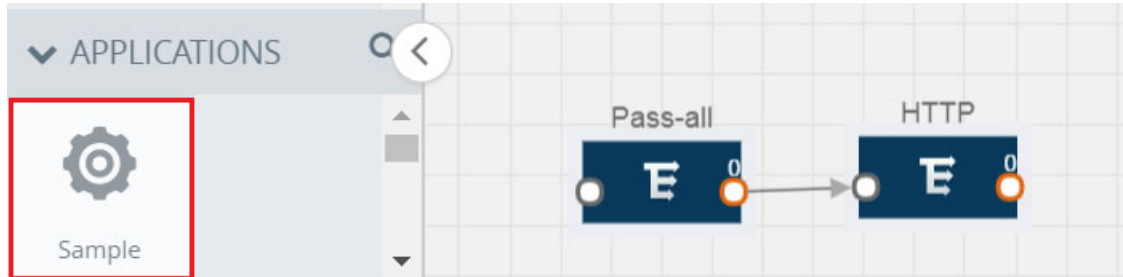 APPLICATIONS
Sample
Pass-all
HTTP
0
0